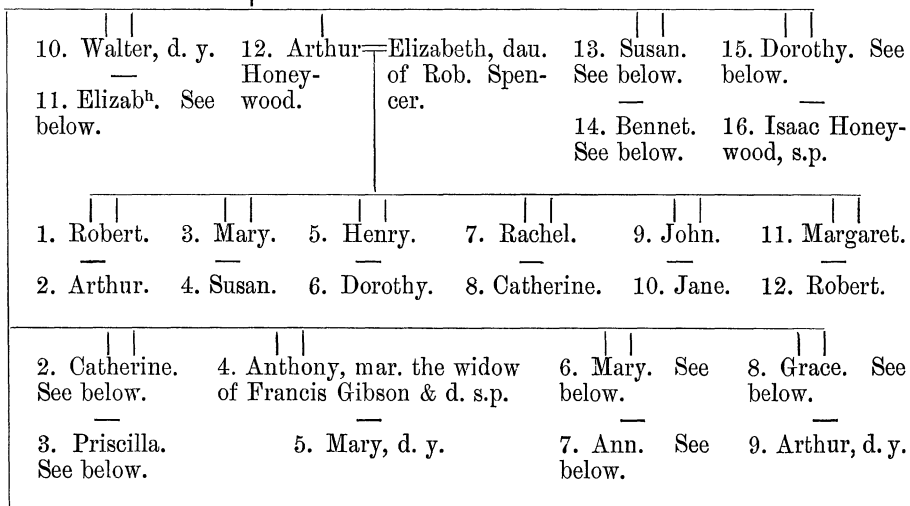 10. Walter, d. y.
11. Elizabʰ. See
below.
12. Arthur
Honey-
wood.
Elizabeth, dau.
of Rob. Spen-
cer.
13. Susan.
See below.
14. Bennet.
See below.
15. Dorothy. See
below.
16. Isaac Honey-
wood, s.p.
1. Robert.
2. Arthur.
3. Mary.
4. Susan.
5. Henry.
6. Dorothy.
7. Rachel.
8. Catherine.
9. John.
10. Jane.
11. Margaret.
12. Robert.
2. Catherine.
See below.
3. Priscilla.
See below.
4. Anthony, mar. the widow
of Francis Gibson & d. s.p.
5. Mary, d. y.
6. Mary. See
below.
7. Ann. See
below.
8. Grace. See
below.
9. Arthur, d. y.